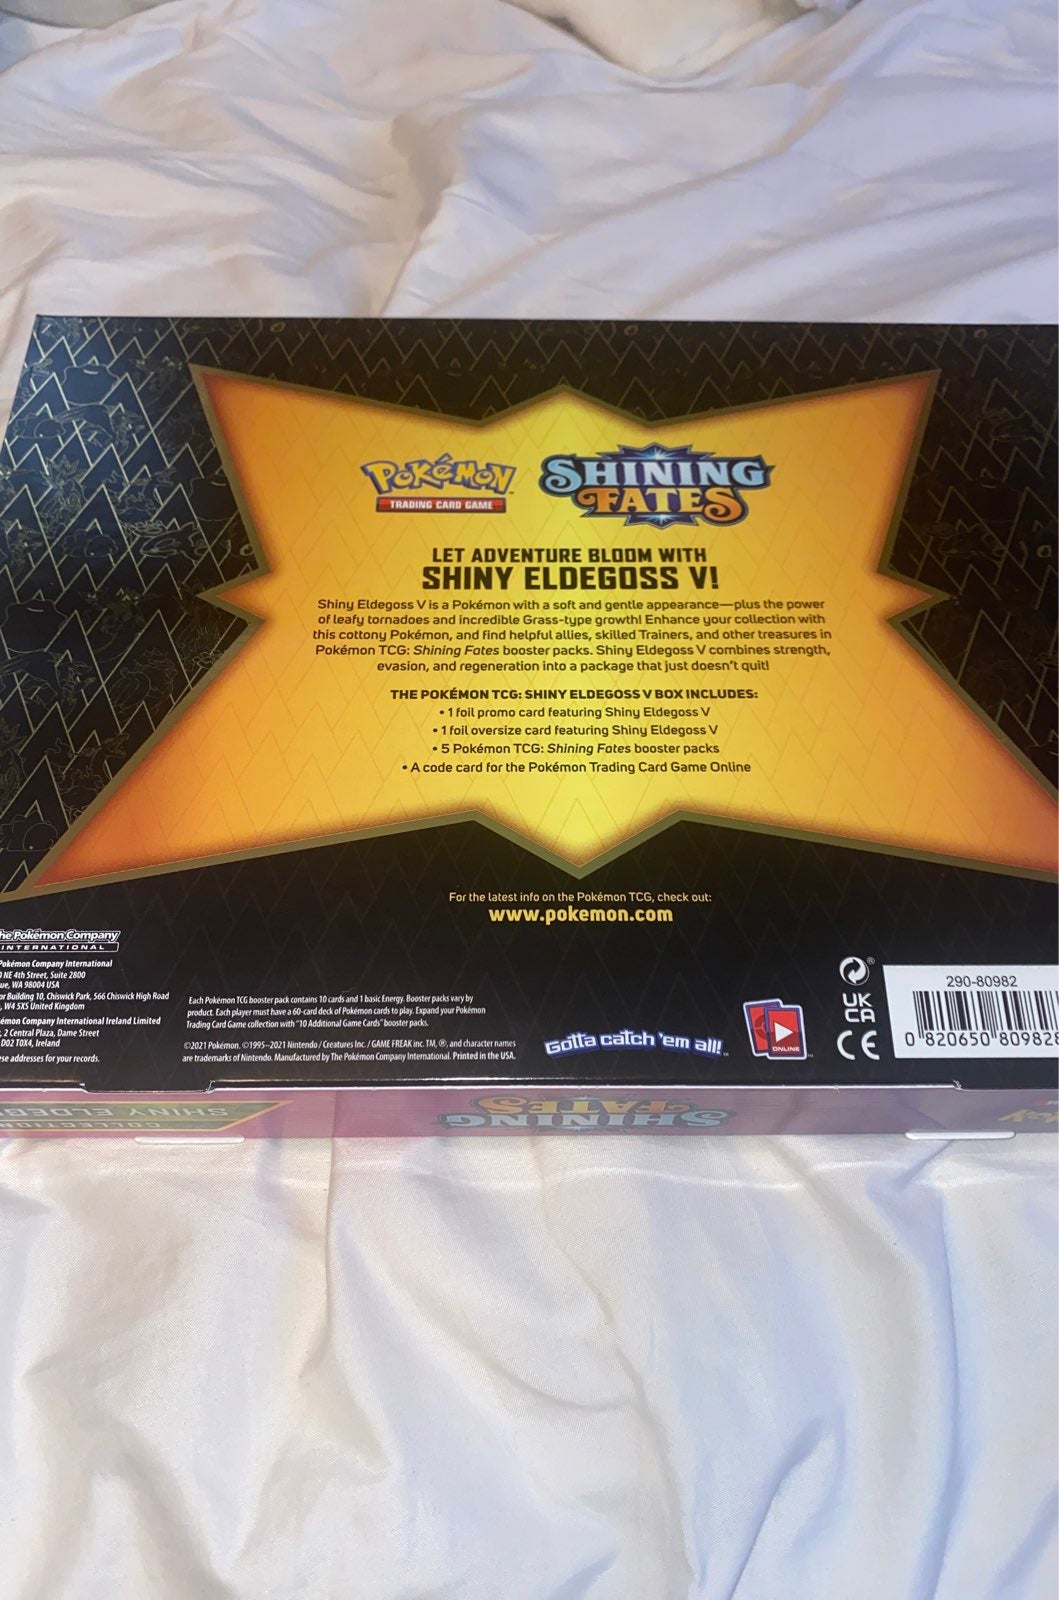 POKéMON
TRADING CARD GAME
SHINING
FATES
LET ADVENTURE BLOOM WITH
SHINY ELDEGOSS V!
Shiny Eldegoss V is a Pokémon with a soft and gentle appearance—plus the power
of leafy tornadoes and incredible Grass-type growth! Enhance your collection with
this cottony Pokémon, and find helpful allies, skilled Trainers, and other treasures in
Pokémon TCG: Shining Fates booster packs. Shiny Eldegoss V combines strength,
evasion, and regeneration into a package that just doesn't quit!
THE POKÉMON TCG: SHINY ELDEGOSS V BOX INCLUDES:
• 1 foil promo card featuring Shiny Eldegoss V
• 1 foil oversize card featuring Shiny Eldegoss V
• 5 Pokémon TCG: Shining Fates booster packs
• A code card for the Pokémon Trading Card Game Online
For the latest info on the Pokémon TCG, check out:
www.pokemon.com
Pokémon Company
INTERNATIONAL
Pokémon Company International
NE 4th Street, Suite 2800
WA 98004 USA
Building 10, Chiswick Park, 566 Chiswick High Road
W4 5XS United Kingdom
Company International Ireland Limited
2 Central Plaza, Dame Street
D02 T0X4, Ireland
addresses for your records.
Each Pokémon TCG booster pack contains 10 cards and 1 basic Energy. Booster packs vary by
product. Each player must have a 60-card deck of Pokémon cards to play. Expand your Pokémon
Trading Card Game collection with "10 Additional Game Cards" booster packs.
©2021 Pokémon. ©1995–2021 Nintendo / Creatures Inc. / GAME FREAK inc. TM, ®, and character names
are trademarks of Nintendo. Manufactured by The Pokémon Company International. Printed in the USA.
Gotta catch 'em all!™
ONLINE
UK
CA
CE
290-80982
0 820650 80982
SHINING
FATES
COLLECTION
SHINY